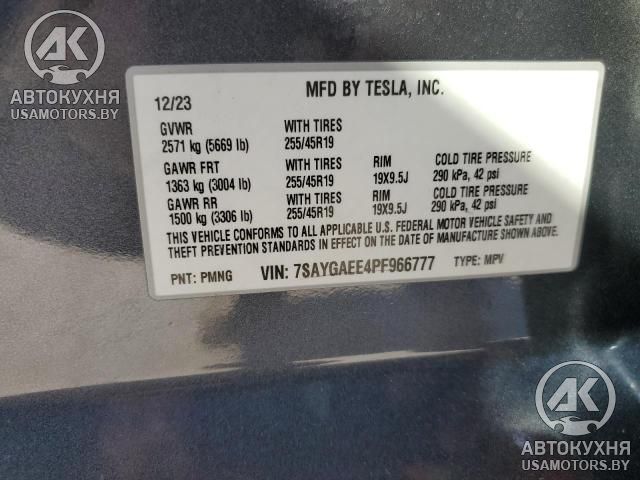 AK
АВТОКУХНЯ
USAMOTORS.BY
12/23 MFD BY TESLA, INC.
GVWR WITH TIRES
2571 kg (5669 lb) 255/45R19
GAWR FRT WITH TIRES RIM COLD TIRE PRESSURE
1363 kg (3004 lb) 255/45R19 19X9.5J 290 kPa, 42 psi
GAWR RR WITH TIRES RIM COLD TIRE PRESSURE
1500 kg (3306 lb) 255/45R19 19X9.5J 290 kPa, 42 psi
THIS VEHICLE CONFORMS TO ALL APPLICABLE U.S. FEDERAL MOTOR VEHICLE SAFETY AND
THEFT PREVENTION STANDARDS IN EFFECT ON THE DATE OF MANUFACTURE SHOWN ABOVE.
PNT: PMNG VIN: 7SAYGAEE4PF966777 TYPE: MPV
AK
АВТОКУХНЯ
USAMOTORS.BY